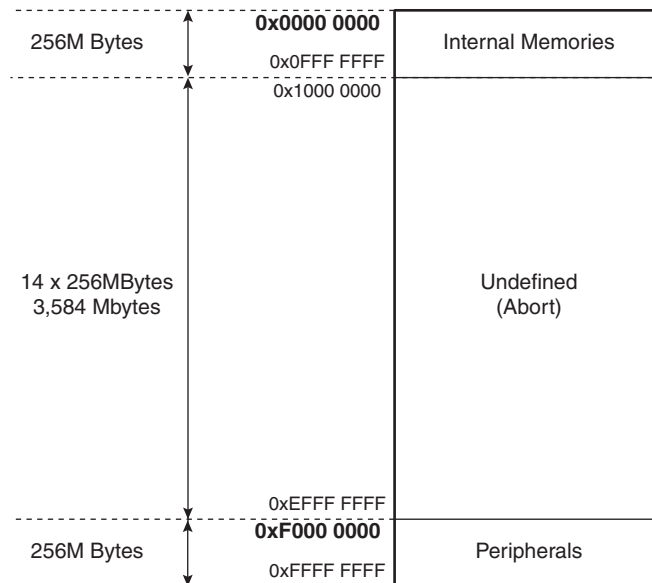 256M Bytes
0x0000 0000
0x0FFF FFFF
Internal Memories
0x1000 0000
14 x 256MBytes
3,584 Mbytes
Undefined
(Abort)
0xEFFF FFFF
256M Bytes
0xF000 0000
0xFFFF FFFF
Peripherals